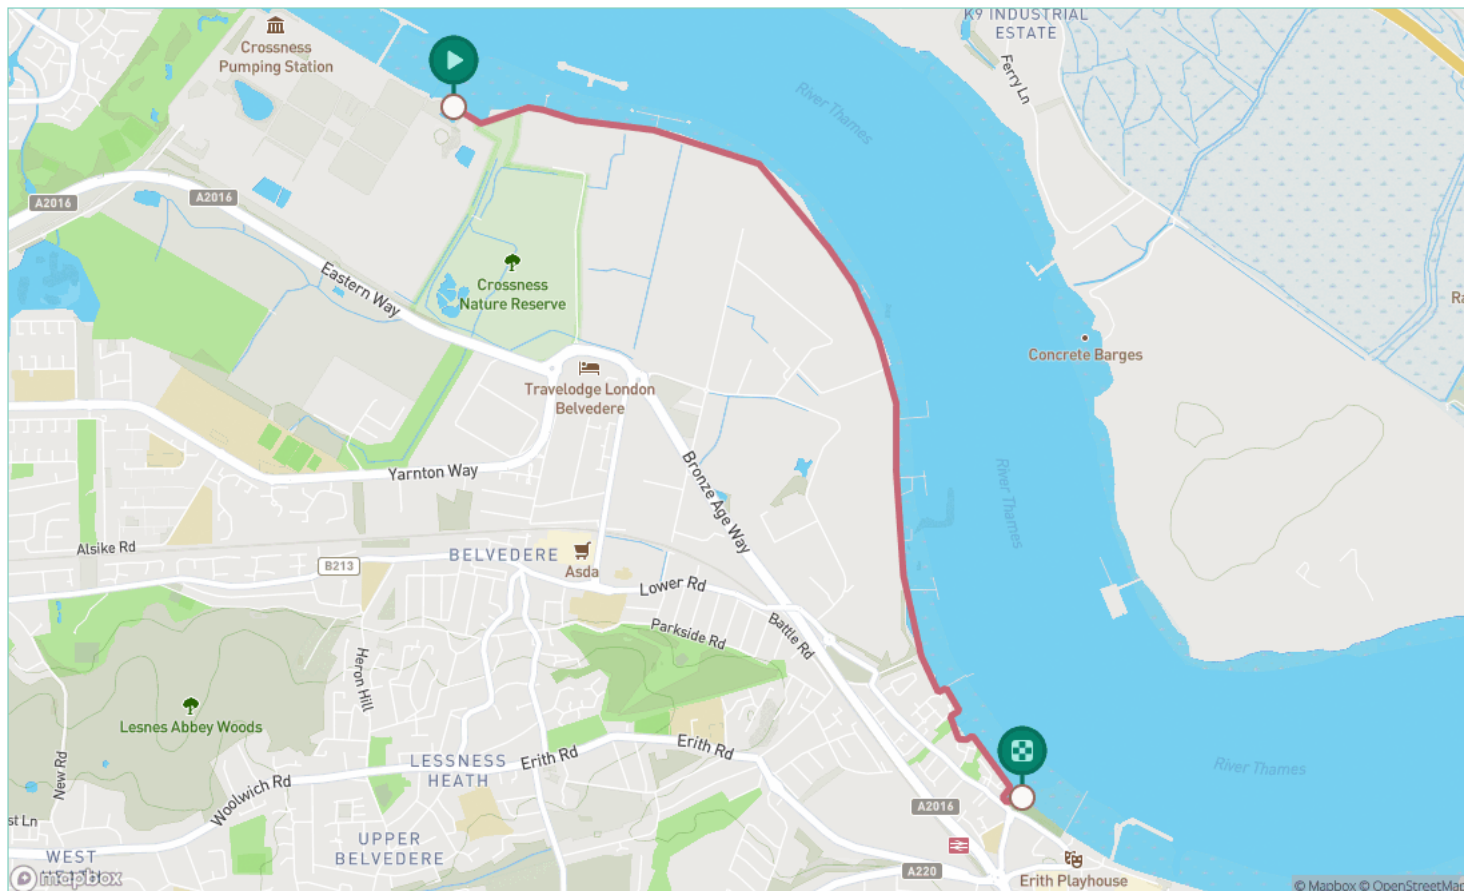 K9 INDUSTRIAL
ESTATE
Crossness
Pumping Station
Ferry Ln
River Thames
A2016
A2016
Eastern Way
Crossness
Nature Reserve
Concrete Barges
Travelodge London
Belvedere
Yarnton Way
Bronze Age Way
River Thames
Alsike Rd
B213
BELVEDERE
Asda
Lower Rd
Parkside Rd
Battle Rd
Heron Hill
Lesnes Abbey Woods
New Rd
Woolwich Rd
LESSNESS
HEATH
Erith Rd
Erith Rd
River Thames
A2016
UPPER
BELVEDERE
WEST
A220
Erith Playhouse
mapbox
© Mapbox © OpenStreetMap